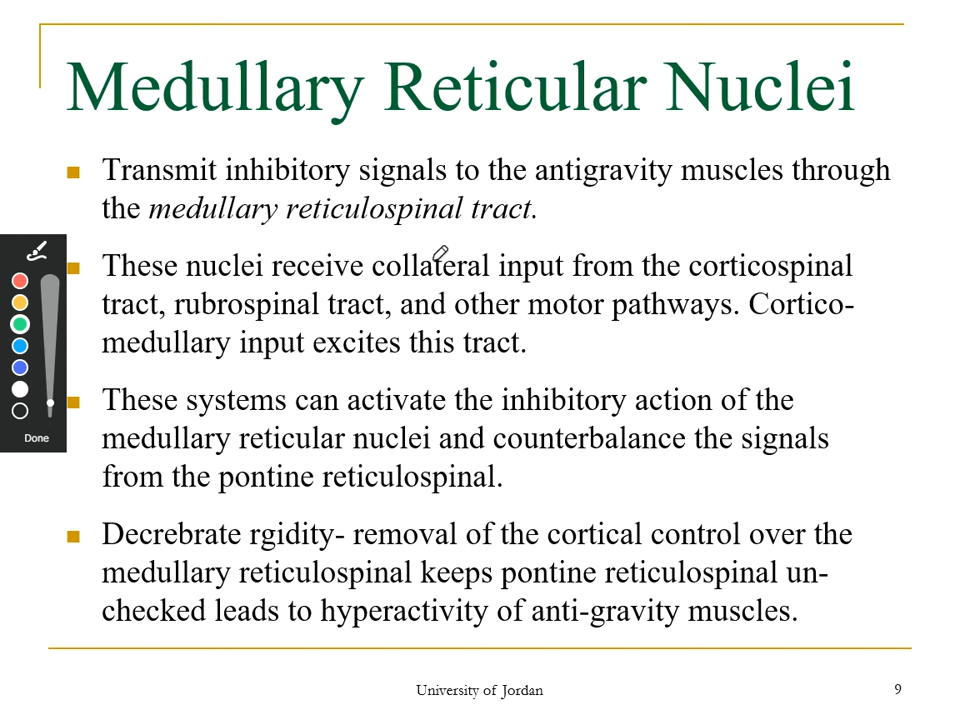 Medullary Reticular Nuclei
Transmit inhibitory signals to the antigravity muscles through
the medullary reticulospinal tract.
These nuclei receive collateral input from the corticospinal
tract, rubrospinal tract, and other motor pathways. Cortico-
medullary input excites this tract.
These systems can activate the inhibitory action of the
medullary reticular nuclei and counterbalance the signals
from the pontine reticulospinal.
Decrebrate rgidity- removal of the cortical control over the
medullary reticulospinal keeps pontine reticulospinal un-
checked leads to hyperactivity of anti-gravity muscles.
Done
University of Jordan
9